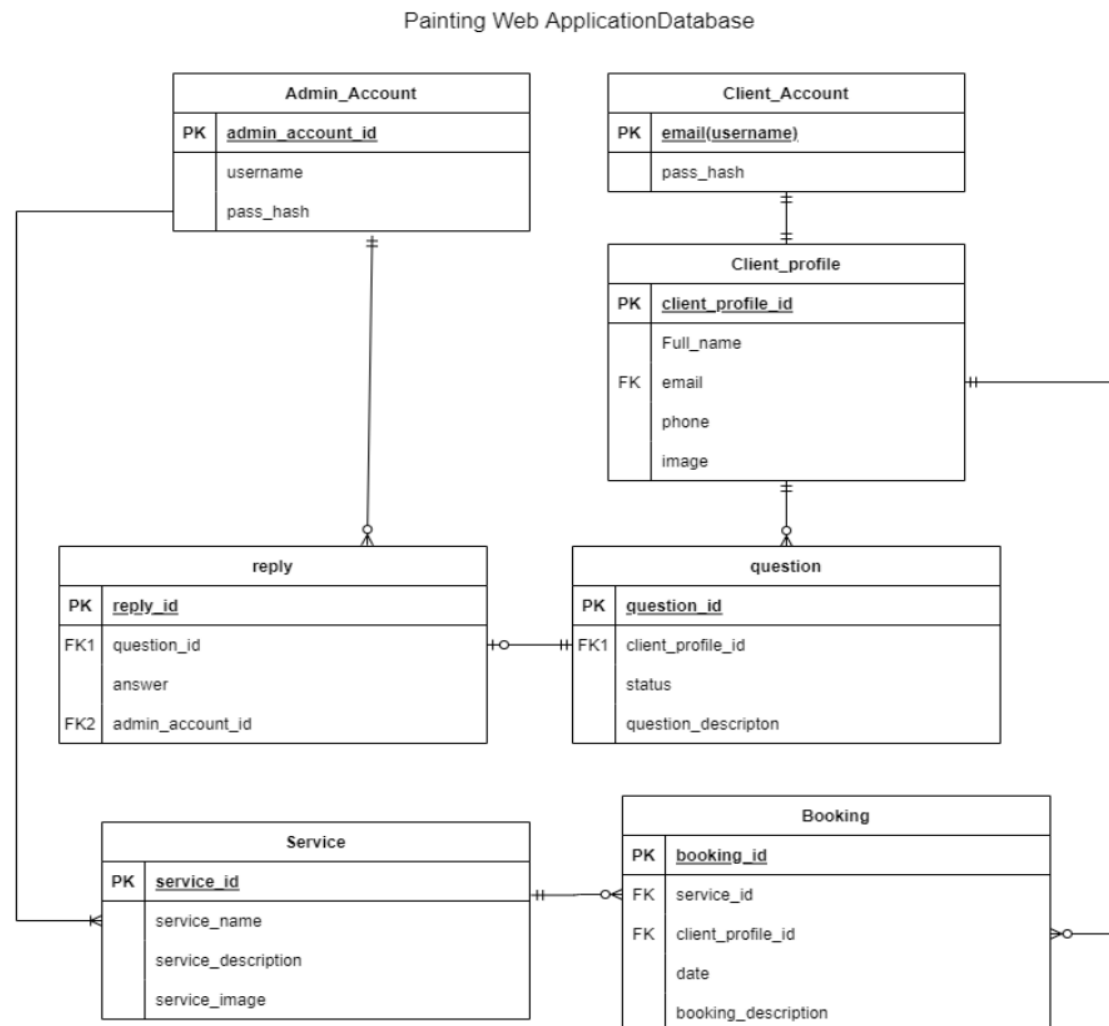 Painting Web ApplicationDatabase
Admin_Account
PK admin_account_id
username
pass_hash
Client_Account
PK email(username)
pass_hash
Client_profile
PK client_profile_id
Full_name
FK email
phone
image
reply
PK reply_id
FK1 question_id
answer
FK2 admin_account_id
question
PK question_id
FK1 client_profile_id
status
question_descripton
Service
PK service_id
service_name
service_description
service_image
Booking
PK booking_id
FK service_id
FK client_profile_id
date
booking_description